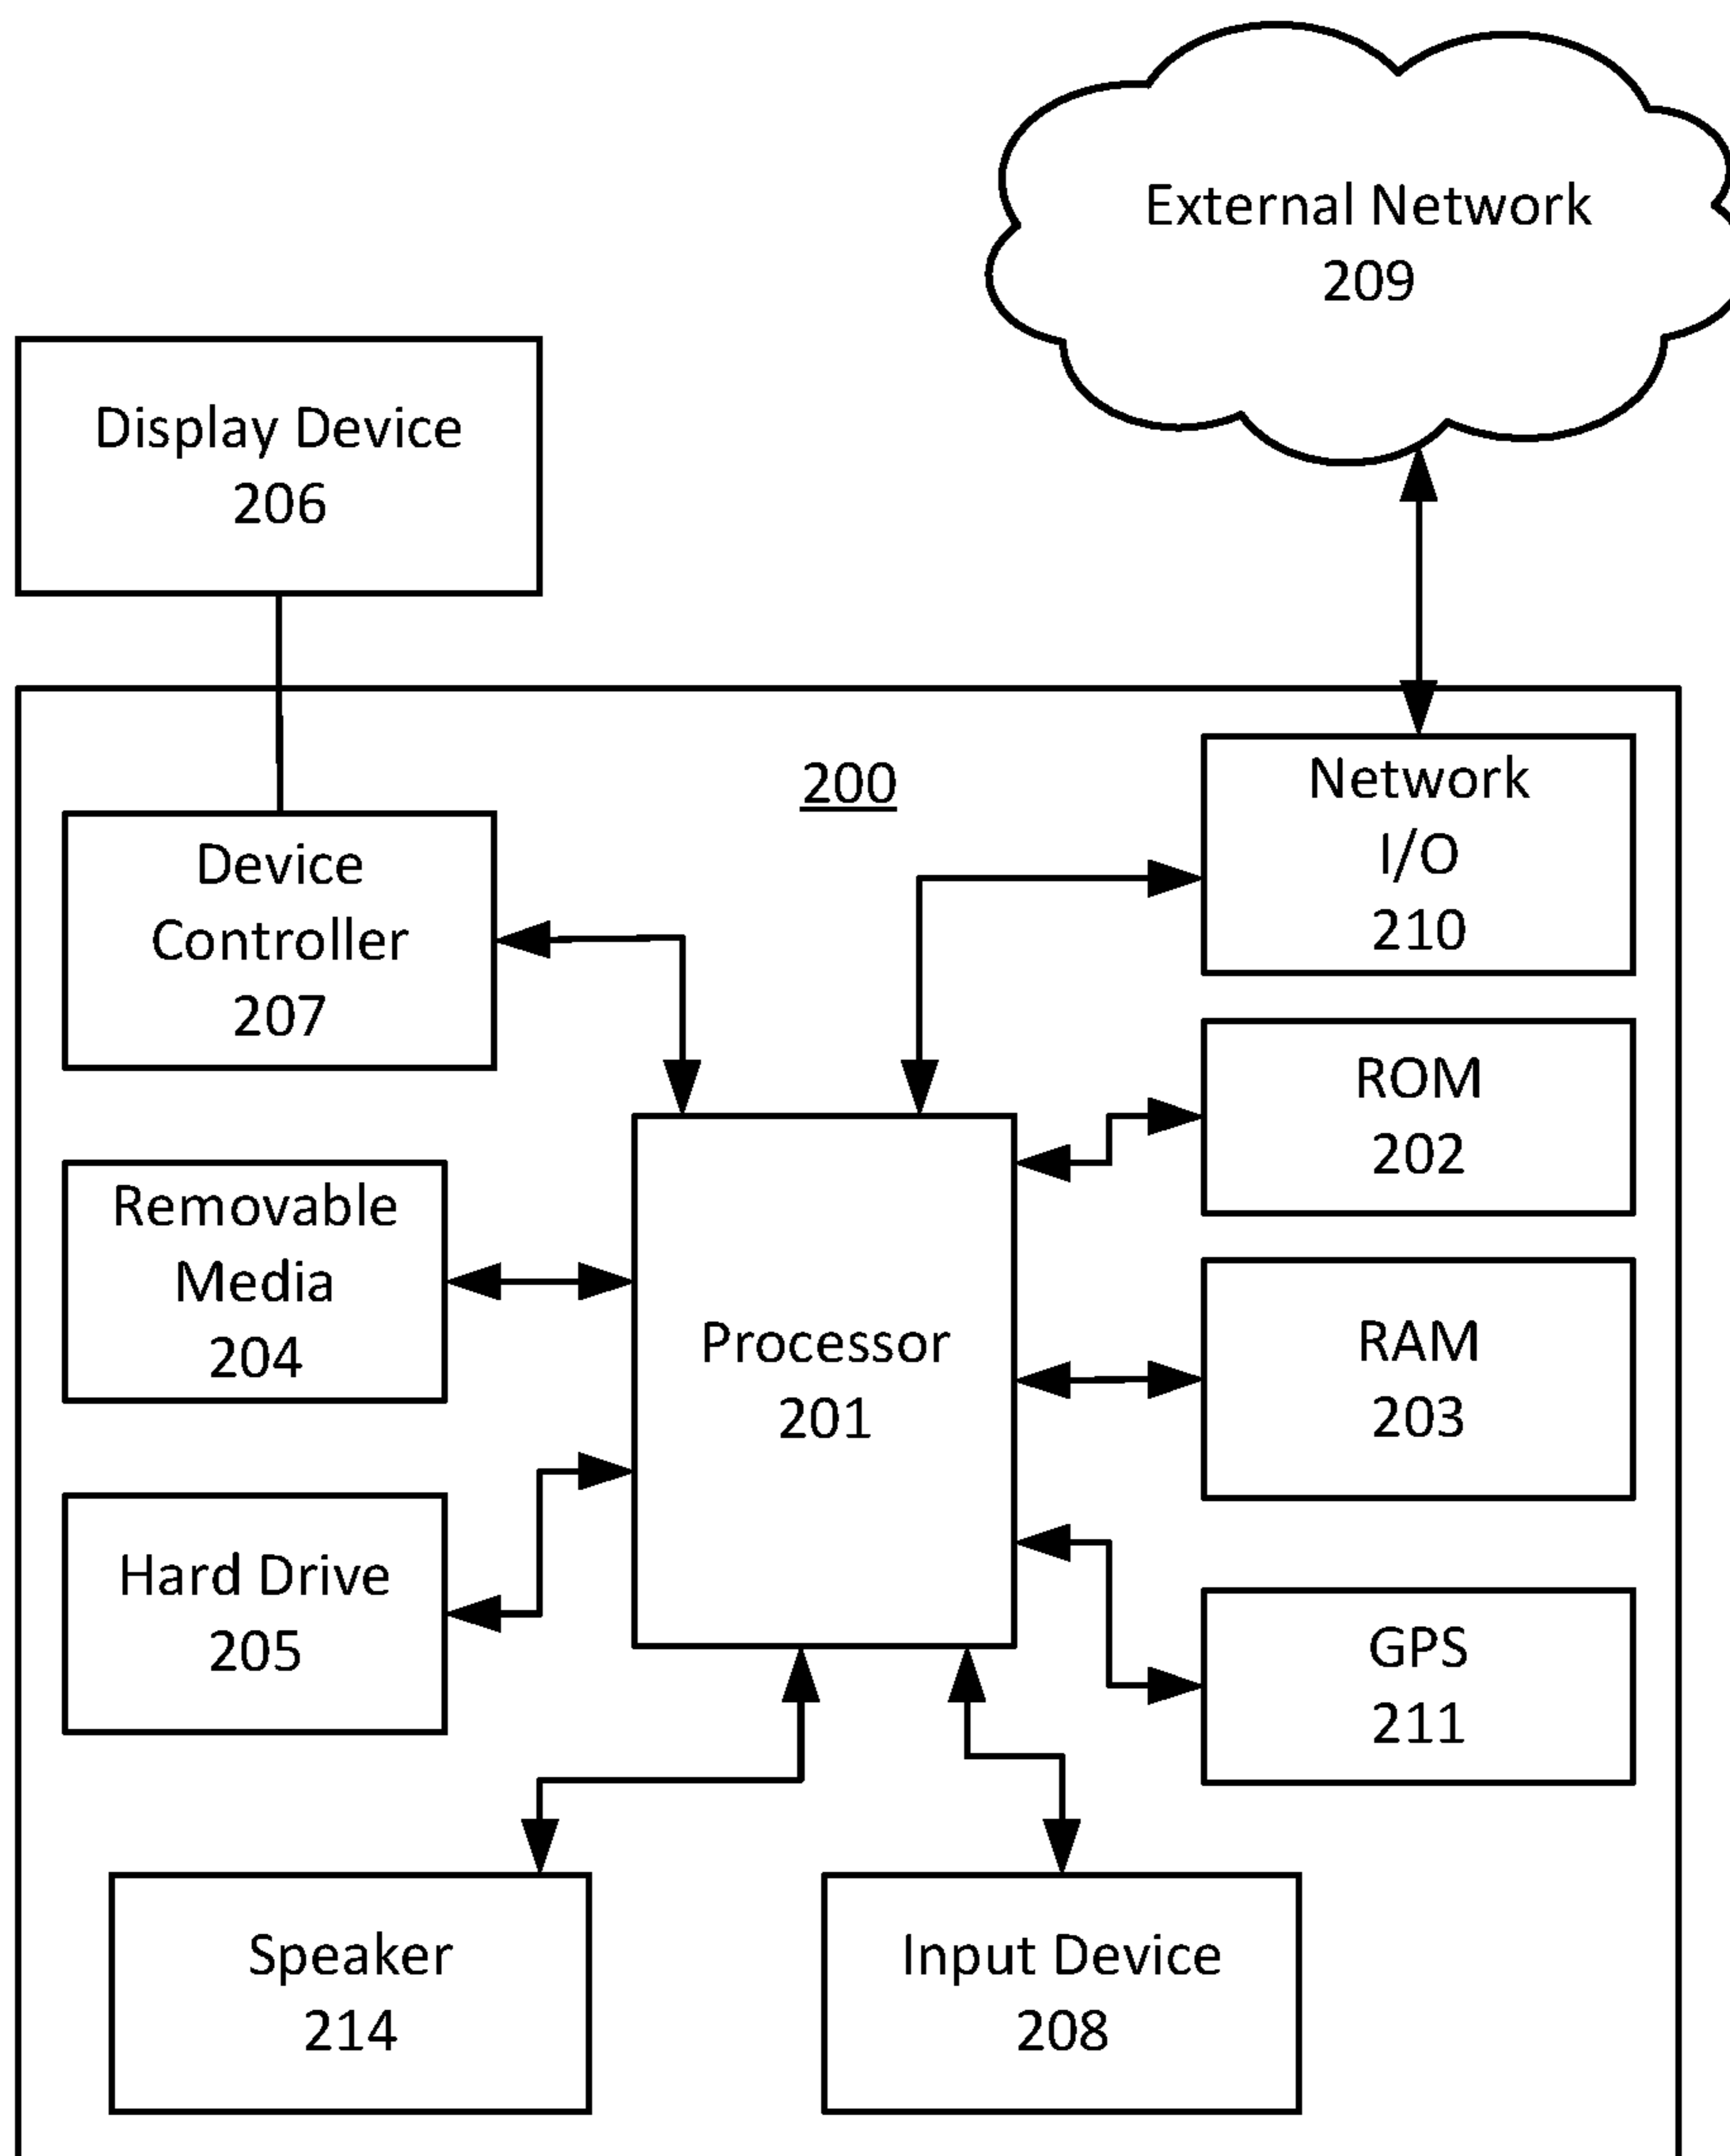 External Network
209
Display Device
206
200
Network
I/O
210
Device
Controller
207
ROM
202
Removable
Media
204
Processor
201
RAM
203
Hard Drive
205
GPS
211
Speaker
214
Input Device
208